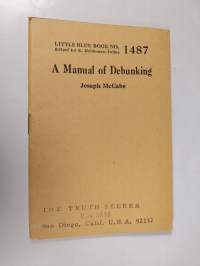 LITTLE BLUE BOOK NO. 1487
Edited by E. Haldeman-Julius
A Manual of Debunking
Joseph McCabe
THE TRUTH SEEKER
San Diego, Calif. U.S.A. 92112